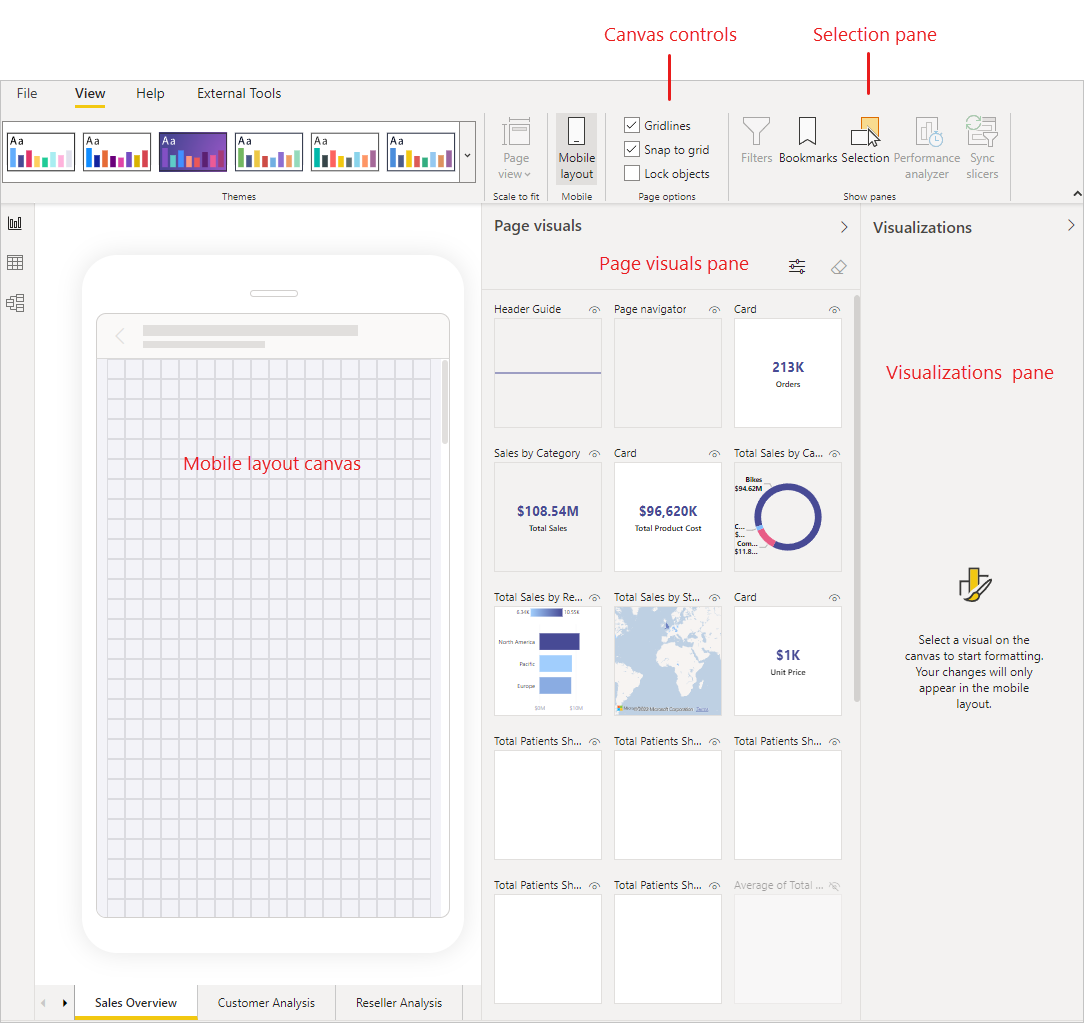 Canvas controls
Selection pane
File
View
Help
External Tools
Aa
Aa
Aa
Aa
Aa
Aa
Page view
Mobile layout
Gridlines
Snap to grid
Lock objects
Filters
Bookmarks
Selection
Performance analyzer
Sync slicers
Themes
Scale to fit
Mobile
Page options
Show panes
Page visuals
Visualizations
Page visuals pane
Header Guide
Page navigator
Card
213K
Orders
Visualizations pane
Mobile layout canvas
Sales by Category
Card
Total Sales by Ca...
$108.54M
Total Sales
$96,620K
Total Product Cost
Bikes
$94.62M
C...
$...
Com...
$11.8...
Total Sales by Re...
Total Sales by St...
Card
10.55K
North America
Pacific
Europe
$0M
$10M
Microsoft Corporation
Terms
$1K
Unit Price
Select a visual on the
canvas to start formatting.
Your changes will only
appear in the mobile
layout.
Total Patients Sh...
Total Patients Sh...
Total Patients Sh...
Total Patients Sh...
Total Patients Sh...
Average of Total ...
Sales Overview
Customer Analysis
Reseller Analysis